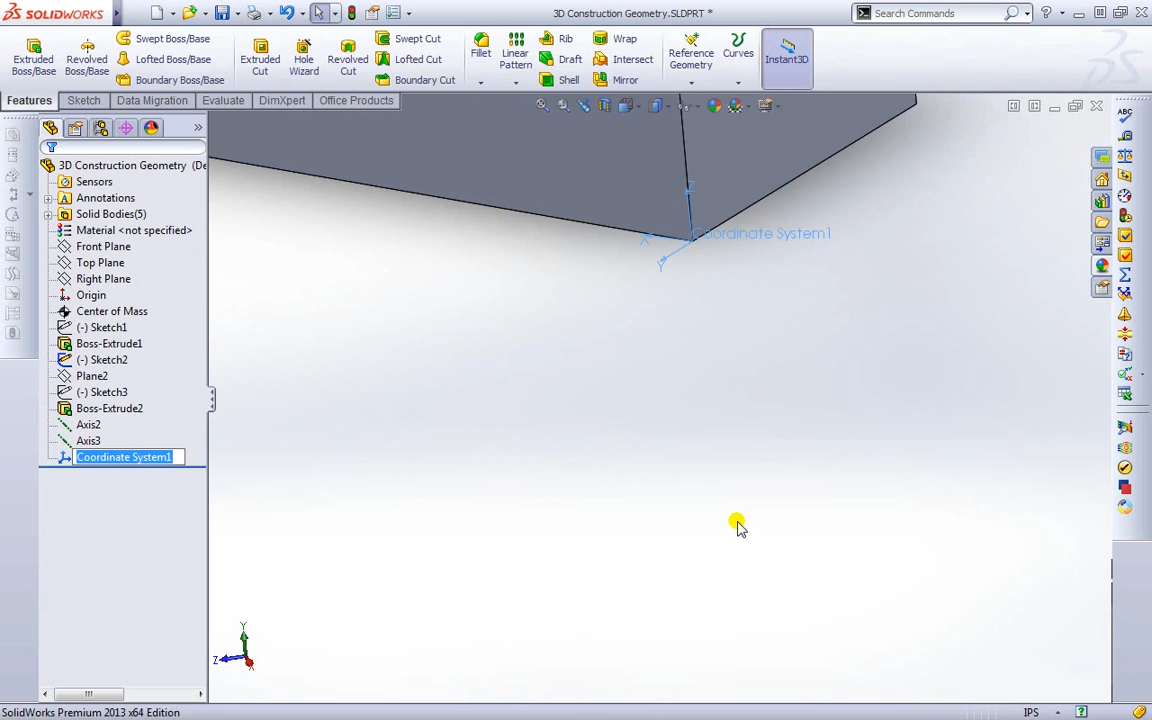 SOLIDWORKS
3D Construction Geometry.SLDPRT *
Search Commands
Extruded Boss/Base
Revolved Boss/Base
Swept Boss/Base
Lofted Boss/Base
Boundary Boss/Base
Extruded Cut
Hole Wizard
Revolved Cut
Swept Cut
Lofted Cut
Boundary Cut
Fillet
Linear Pattern
Rib
Draft
Shell
Wrap
Intersect
Mirror
Reference Geometry
Curves
Instant3D
Features
Sketch
Data Migration
Evaluate
DimXpert
Office Products
3D Construction Geometry (De
Sensors
Annotations
Solid Bodies(5)
Material <not specified>
Front Plane
Top Plane
Right Plane
Origin
Center of Mass
(-) Sketch1
Boss-Extrude1
(-) Sketch2
Plane2
(-) Sketch3
Boss-Extrude2
Axis2
Axis3
Coordinate System1
Z
X
Coordinate System1
Y
Y
Z
X
ABC
SolidWorks Premium 2013 x64 Edition
IPS